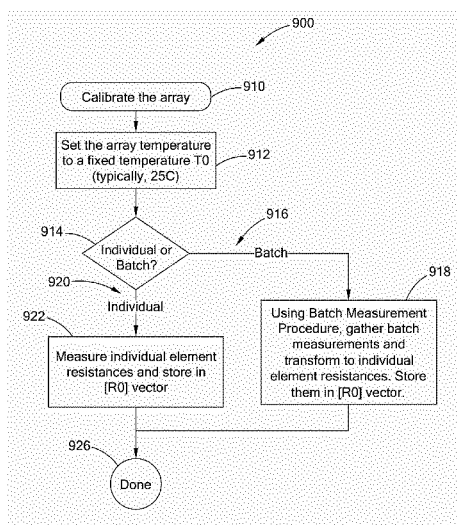 900
Calibrate the array
910
Set the array temperature
to a fixed temperature T0
(typically, 25C)
912
914
Individual or
Batch?
916
Batch
920
Individual
918
922
Measure individual element
resistances and store in
[R0] vector
Using Batch Measurement
Procedure, gather batch
measurements and
transform to individual
element resistances. Store
them in [R0] vector.
926
Done